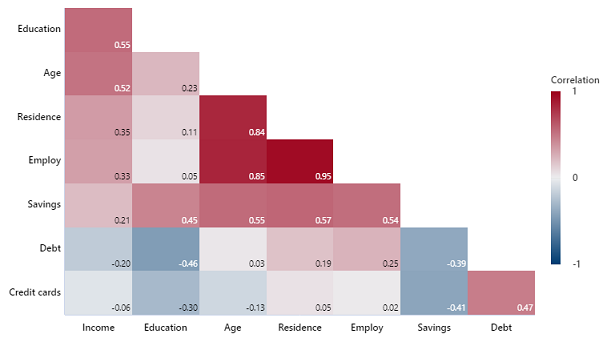 Education 0.55
Age 0.52 0.23
Residence 0.35 0.11 0.84
Employ 0.33 0.05 0.85 0.95
Savings 0.21 0.45 0.55 0.57 0.54
Debt -0.20 -0.46 0.03 0.19 0.25 -0.39
Credit cards -0.06 -0.30 -0.13 0.05 0.02 -0.41 0.47
Income Education Age Residence Employ Savings Debt
Correlation
1
0
-1